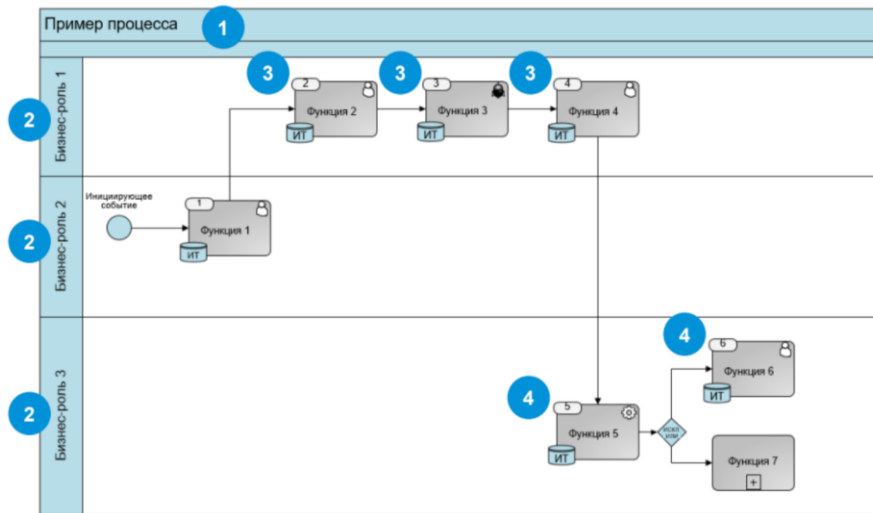 Пример процесса
1
3
3
3
Бизнес-роль 1
2
2
Функция 2
ИТ
3
Функция 3
ИТ
4
Функция 4
ИТ
Бизнес-роль 2
2
Инициирующее
событие
1
Функция 1
ИТ
Бизнес-роль 3
2
4
4
5
Функция 5
ИТ
искл
или
6
Функция 6
ИТ
Функция 7
+